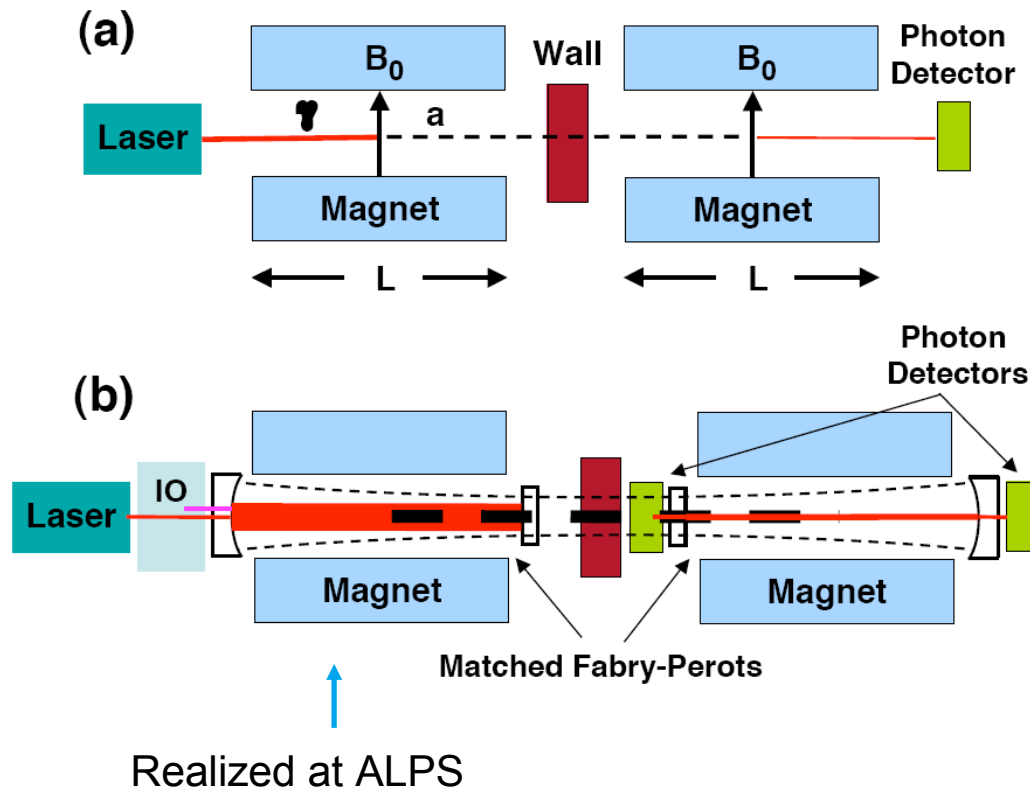 (a)
B₀
Wall
B₀
Photon
Detector
Laser
γ
a
Magnet
Magnet
L
L
(b)
Photon
Detectors
IO
Laser
Magnet
Magnet
Matched Fabry-Perots
Realized at ALPS